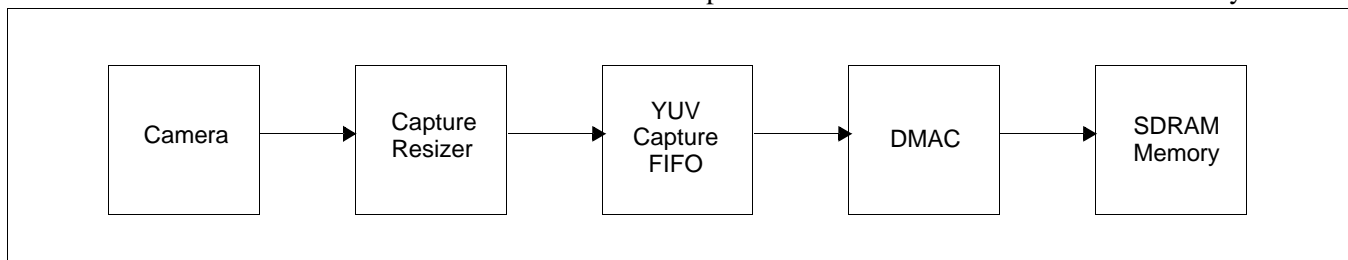 Camera
Capture
Resizer
YUV
Capture
FIFO
DMAC
SDRAM
Memory